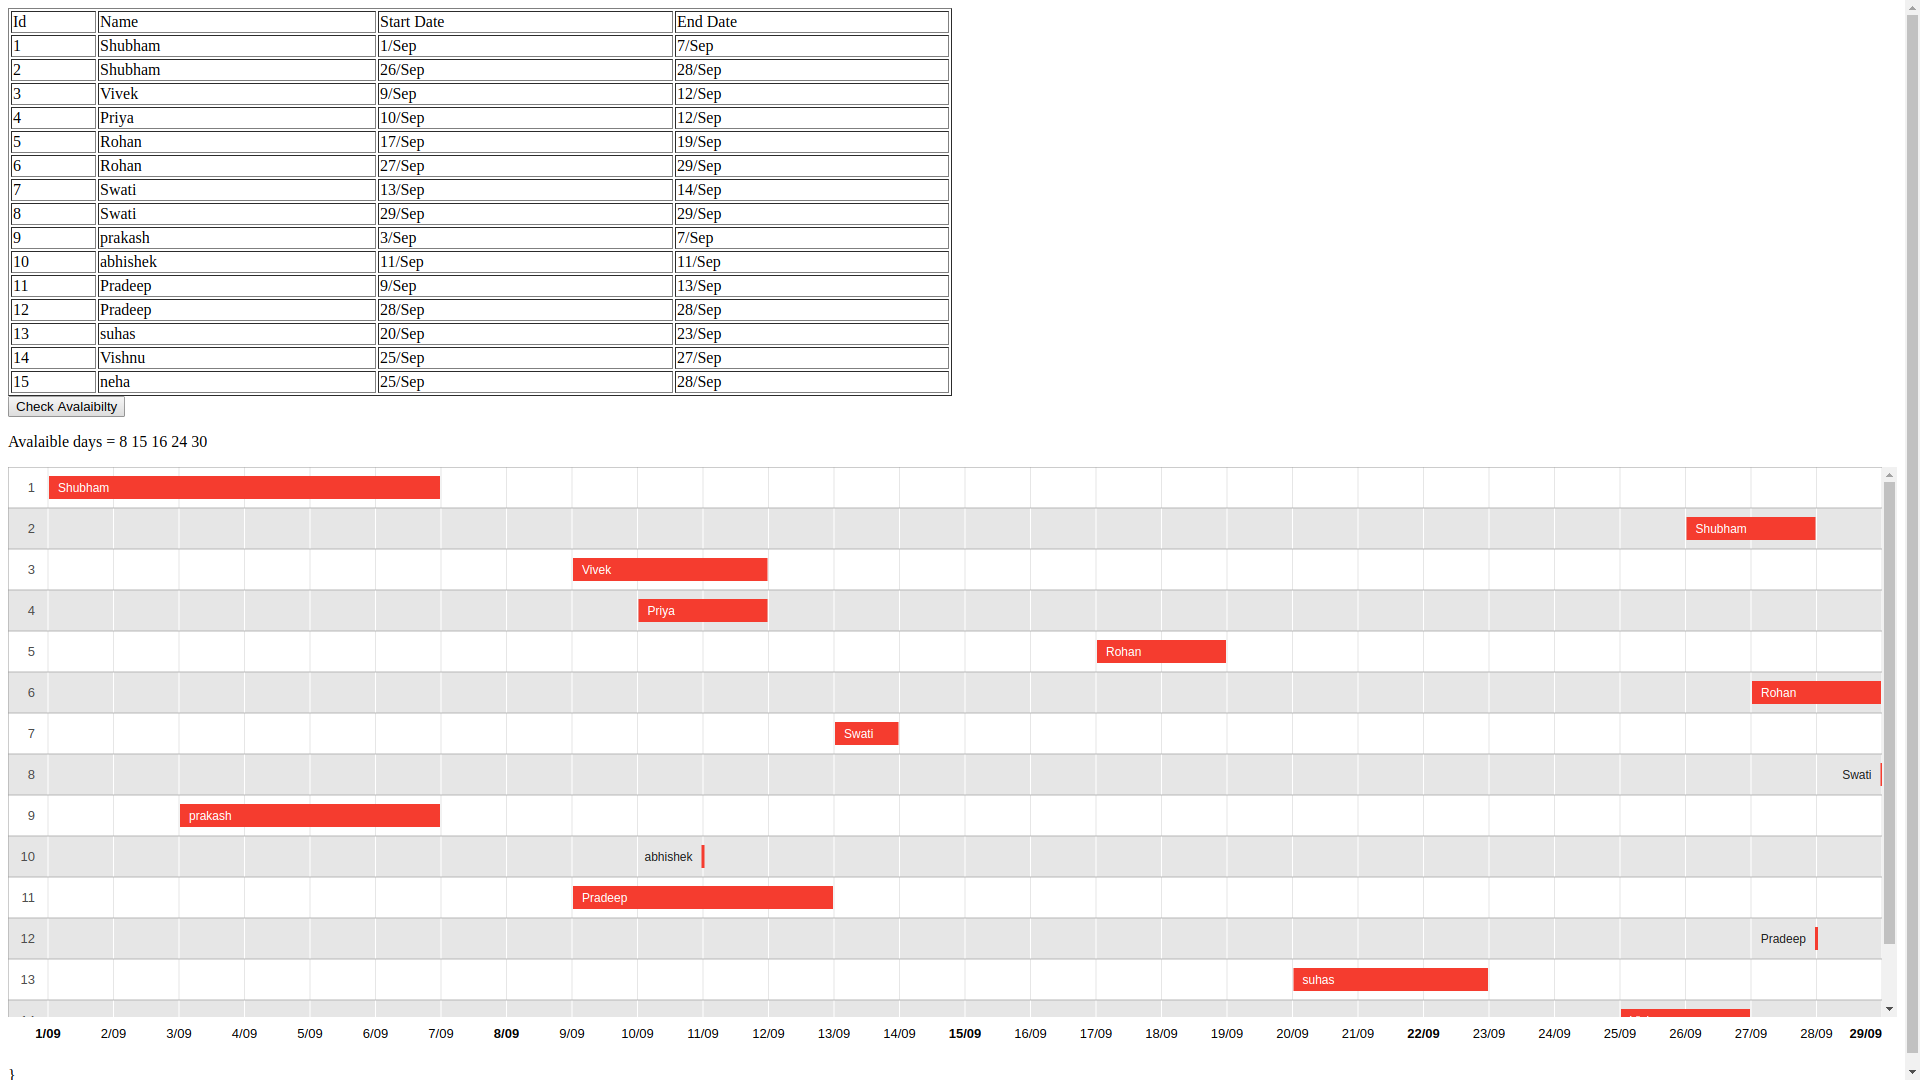 Id Name Start Date End Date
1 Shubham 1/Sep 7/Sep
2 Shubham 26/Sep 28/Sep
3 Vivek 9/Sep 12/Sep
4 Priya 10/Sep 12/Sep
5 Rohan 17/Sep 19/Sep
6 Rohan 27/Sep 29/Sep
7 Swati 13/Sep 14/Sep
8 Swati 29/Sep 29/Sep
9 prakash 3/Sep 7/Sep
10 abhishek 11/Sep 11/Sep
11 Pradeep 9/Sep 13/Sep
12 Pradeep 28/Sep 28/Sep
13 suhas 20/Sep 23/Sep
14 Vishnu 25/Sep 27/Sep
15 neha 25/Sep 28/Sep
Check Avalaibilty
Avalaible days = 8 15 16 24 30
1 Shubham
2 Shubham
3 Vivek
4 Priya
5 Rohan
6 Rohan
7 Swati
8 Swati
9 prakash
10 abhishek
11 Pradeep
12 Pradeep
13 suhas
1/09 2/09 3/09 4/09 5/09 6/09 7/09 8/09 9/09 10/09 11/09 12/09 13/09 14/09 15/09 16/09 17/09 18/09 19/09 20/09 21/09 22/09 23/09 24/09 25/09 26/09 27/09 28/09 29/09
}